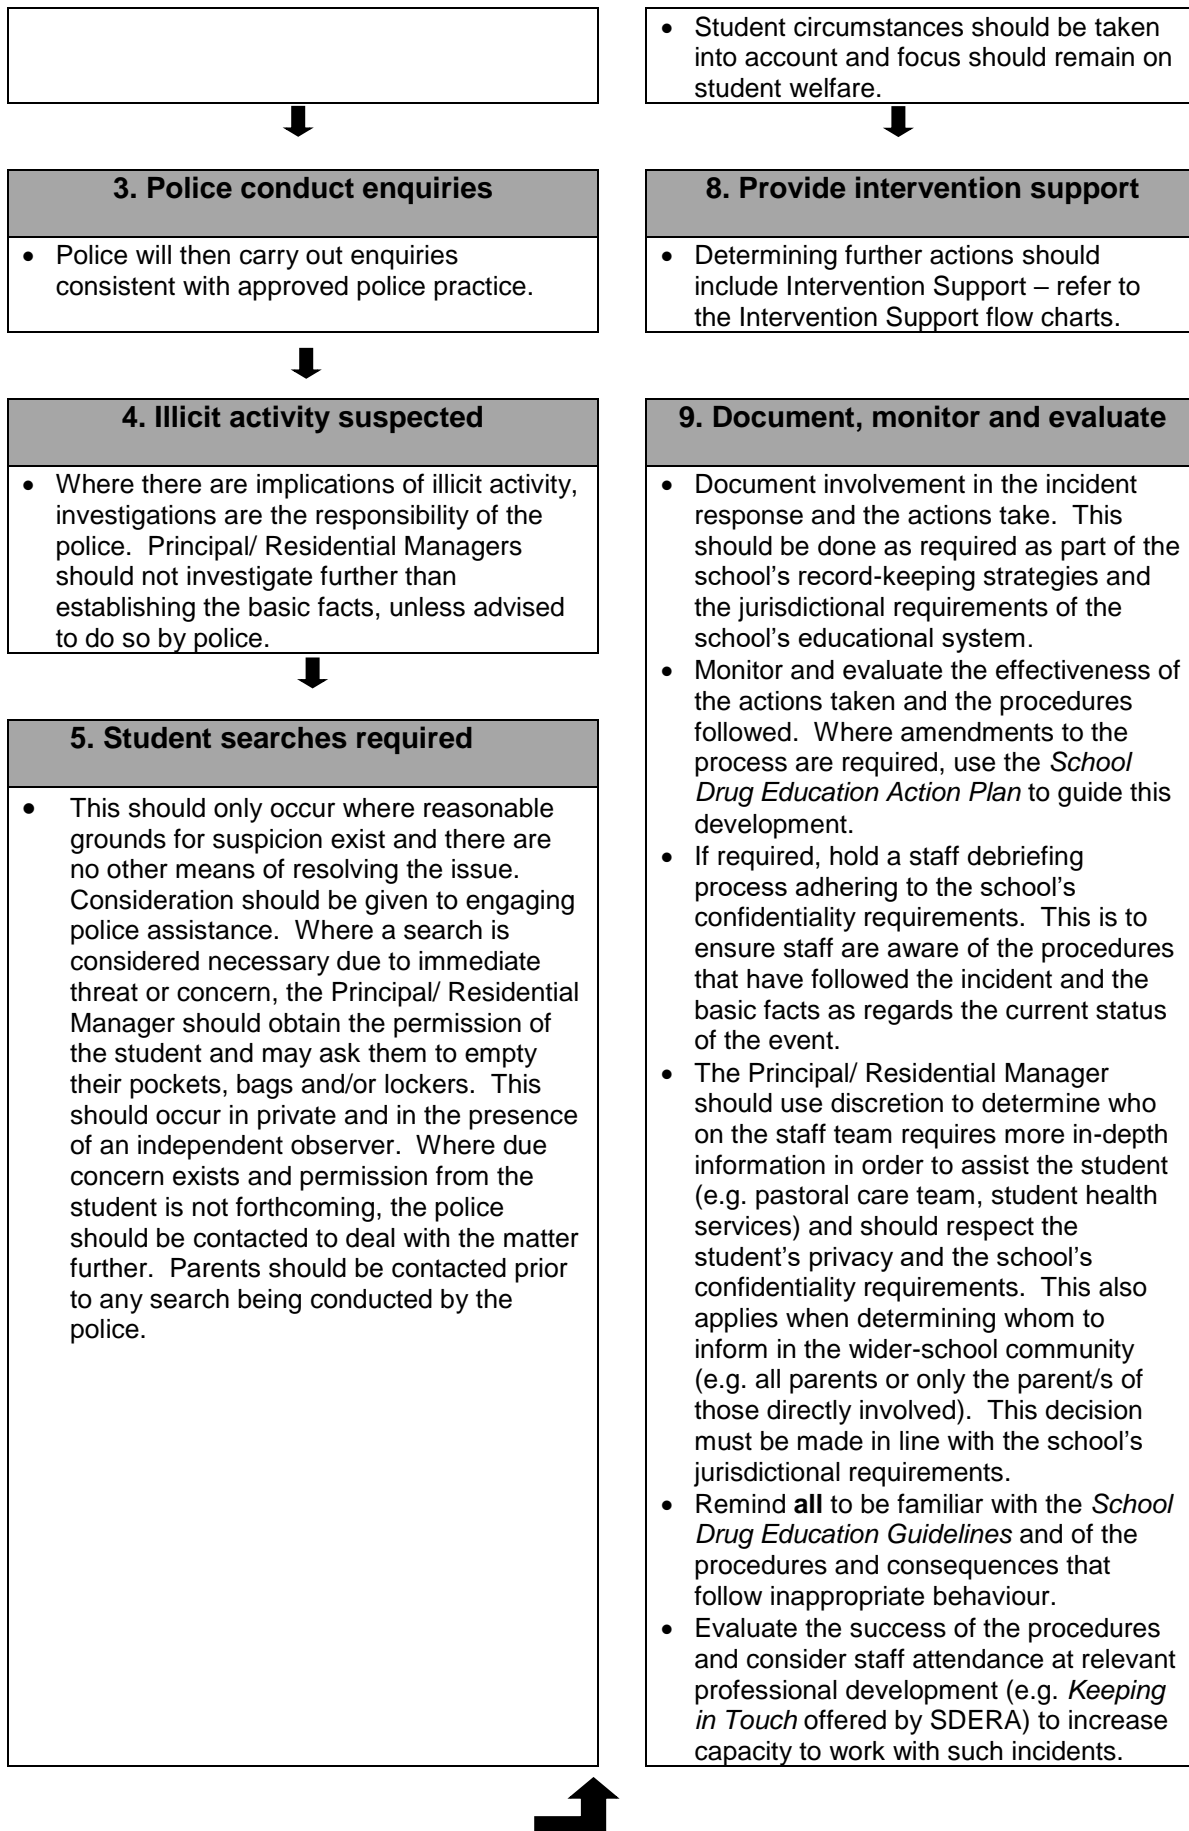 3. Police conduct enquiries
• Police will then carry out enquiries
consistent with approved police practice.
4. Illicit activity suspected
• Where there are implications of illicit activity,
investigations are the responsibility of the
police.  Principal/ Residential Managers
should not investigate further than
establishing the basic facts, unless advised
to do so by police.
5. Student searches required
• This should only occur where reasonable
grounds for suspicion exist and there are
no other means of resolving the issue.
Consideration should be given to engaging
police assistance.  Where a search is
considered necessary due to immediate
threat or concern, the Principal/ Residential
Manager should obtain the permission of
the student and may ask them to empty
their pockets, bags and/or lockers.  This
should occur in private and in the presence
of an independent observer.  Where due
concern exists and permission from the
student is not forthcoming, the police
should be contacted to deal with the matter
further.  Parents should be contacted prior
to any search being conducted by the
police.
• Student circumstances should be taken
into account and focus should remain on
student welfare.
8. Provide intervention support
• Determining further actions should
include Intervention Support – refer to
the Intervention Support flow charts.
9. Document, monitor and evaluate
• Document involvement in the incident
response and the actions take.  This
should be done as required as part of the
school's record-keeping strategies and
the jurisdictional requirements of the
school's educational system.
• Monitor and evaluate the effectiveness of
the actions taken and the procedures
followed.  Where amendments to the
process are required, use the School
Drug Education Action Plan to guide this
development.
• If required, hold a staff debriefing
process adhering to the school's
confidentiality requirements.  This is to
ensure staff are aware of the procedures
that have followed the incident and the
basic facts as regards the current status
of the event.
• The Principal/ Residential Manager
should use discretion to determine who
on the staff team requires more in-depth
information in order to assist the student
(e.g. pastoral care team, student health
services) and should respect the
student's privacy and the school's
confidentiality requirements.  This also
applies when determining whom to
inform in the wider-school community
(e.g. all parents or only the parent/s of
those directly involved).  This decision
must be made in line with the school's
jurisdictional requirements.
• Remind all to be familiar with the School
Drug Education Guidelines and of the
procedures and consequences that
follow inappropriate behaviour.
• Evaluate the success of the procedures
and consider staff attendance at relevant
professional development (e.g. Keeping
in Touch offered by SDERA) to increase
capacity to work with such incidents.